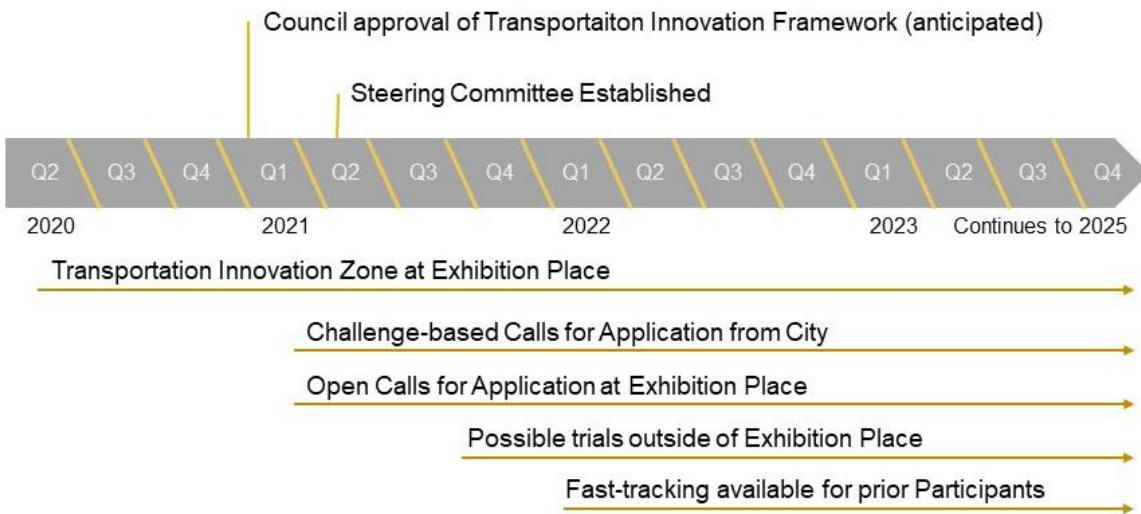 Council approval of Transportaiton Innovation Framework (anticipated)
Steering Committee Established
Q2 Q3 Q4 Q1 Q2 Q3 Q4 Q1 Q2 Q3 Q4 Q1 Q2 Q3 Q4
2020 2021 2022 2023 Continues to 2025
Transportation Innovation Zone at Exhibition Place
Challenge-based Calls for Application from City
Open Calls for Application at Exhibition Place
Possible trials outside of Exhibition Place
Fast-tracking available for prior Participants